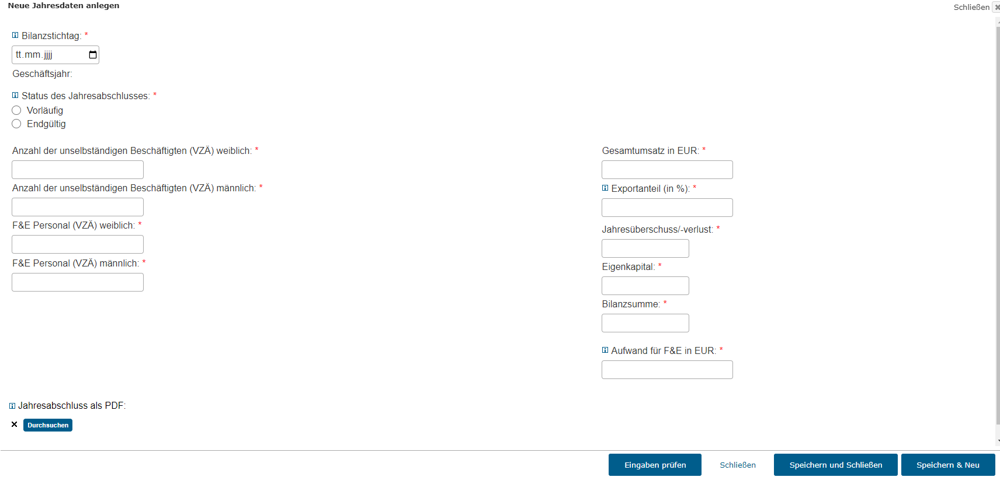 Neue Jahresdaten anlegen
Schließen
Bilanzstichtag: *
tt.mm.jjjj
Geschäftsjahr:
Status des Jahresabschlusses: *
Vorläufig
Endgültig
Anzahl der unselbständigen Beschäftigten (VZÄ) weiblich: *
Anzahl der unselbständigen Beschäftigten (VZÄ) männlich: *
F&E Personal (VZÄ) weiblich: *
F&E Personal (VZÄ) männlich: *
Gesamtumsatz in EUR: *
Exportanteil (in %): *
Jahresüberschuss/-verlust: *
Eigenkapital: *
Bilanzsumme: *
Aufwand für F&E in EUR: *
Jahresabschluss als PDF:
Durchsuchen
Eingaben prüfen
Schließen
Speichern und Schließen
Speichern & Neu